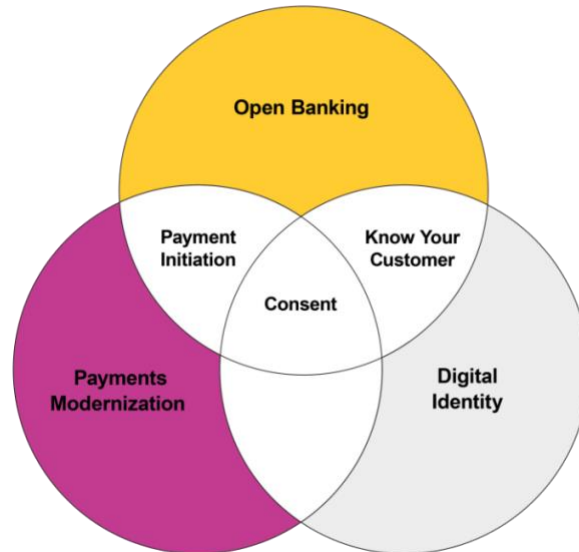 Open Banking
Payment
Initiation
Know Your
Customer
Consent
Payments
Modernization
Digital
Identity